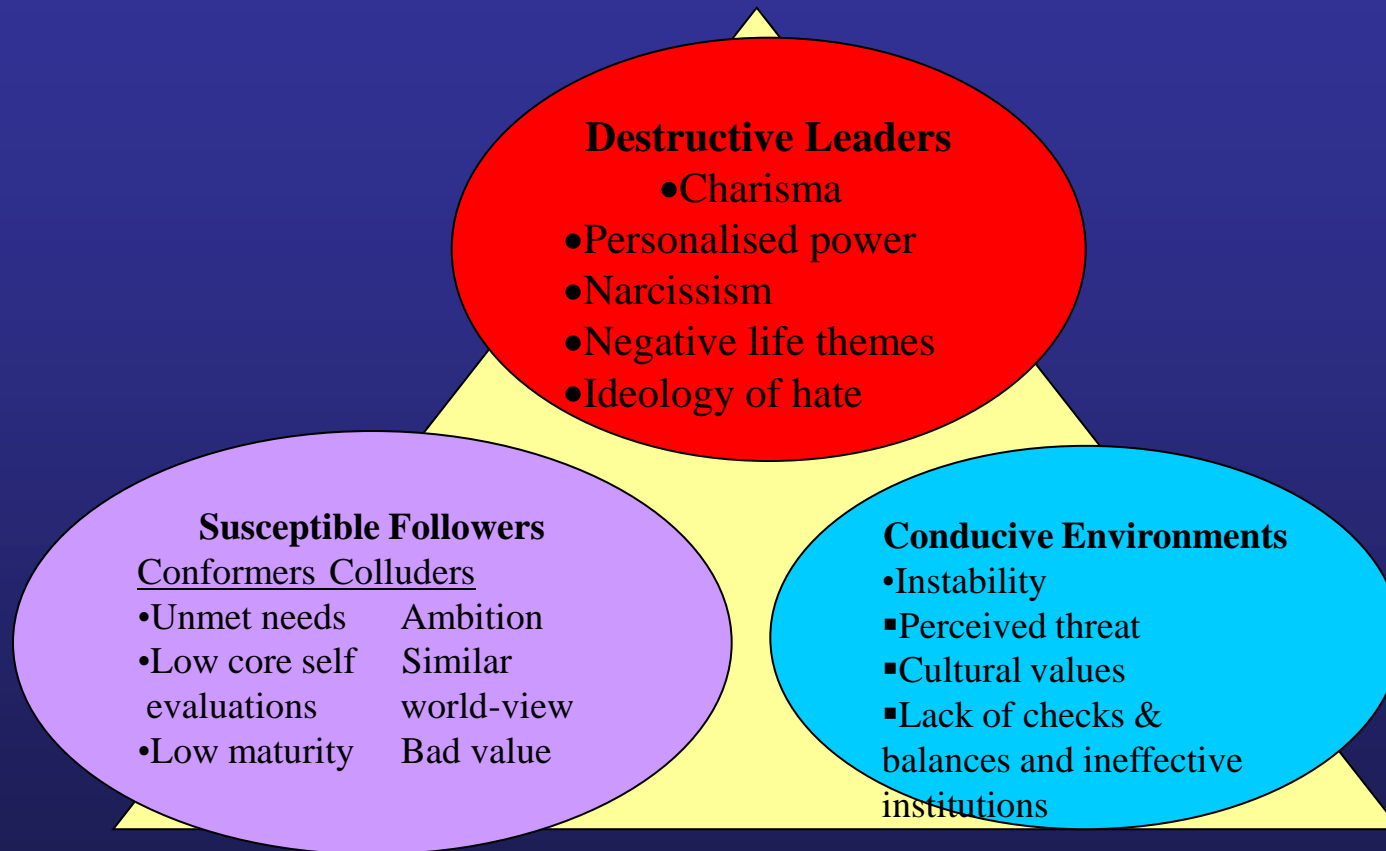 Destructive Leaders
•Charisma
•Personalised power
•Narcissism
•Negative life themes
•Ideology of hate
Susceptible Followers
Conformers Colluders
•Unmet needs Ambition
•Low core self Similar
evaluations world-view
•Low maturity Bad value
Conducive Environments
•Instability
▪Perceived threat
▪Cultural values
▪Lack of checks &
balances and ineffective
institutions